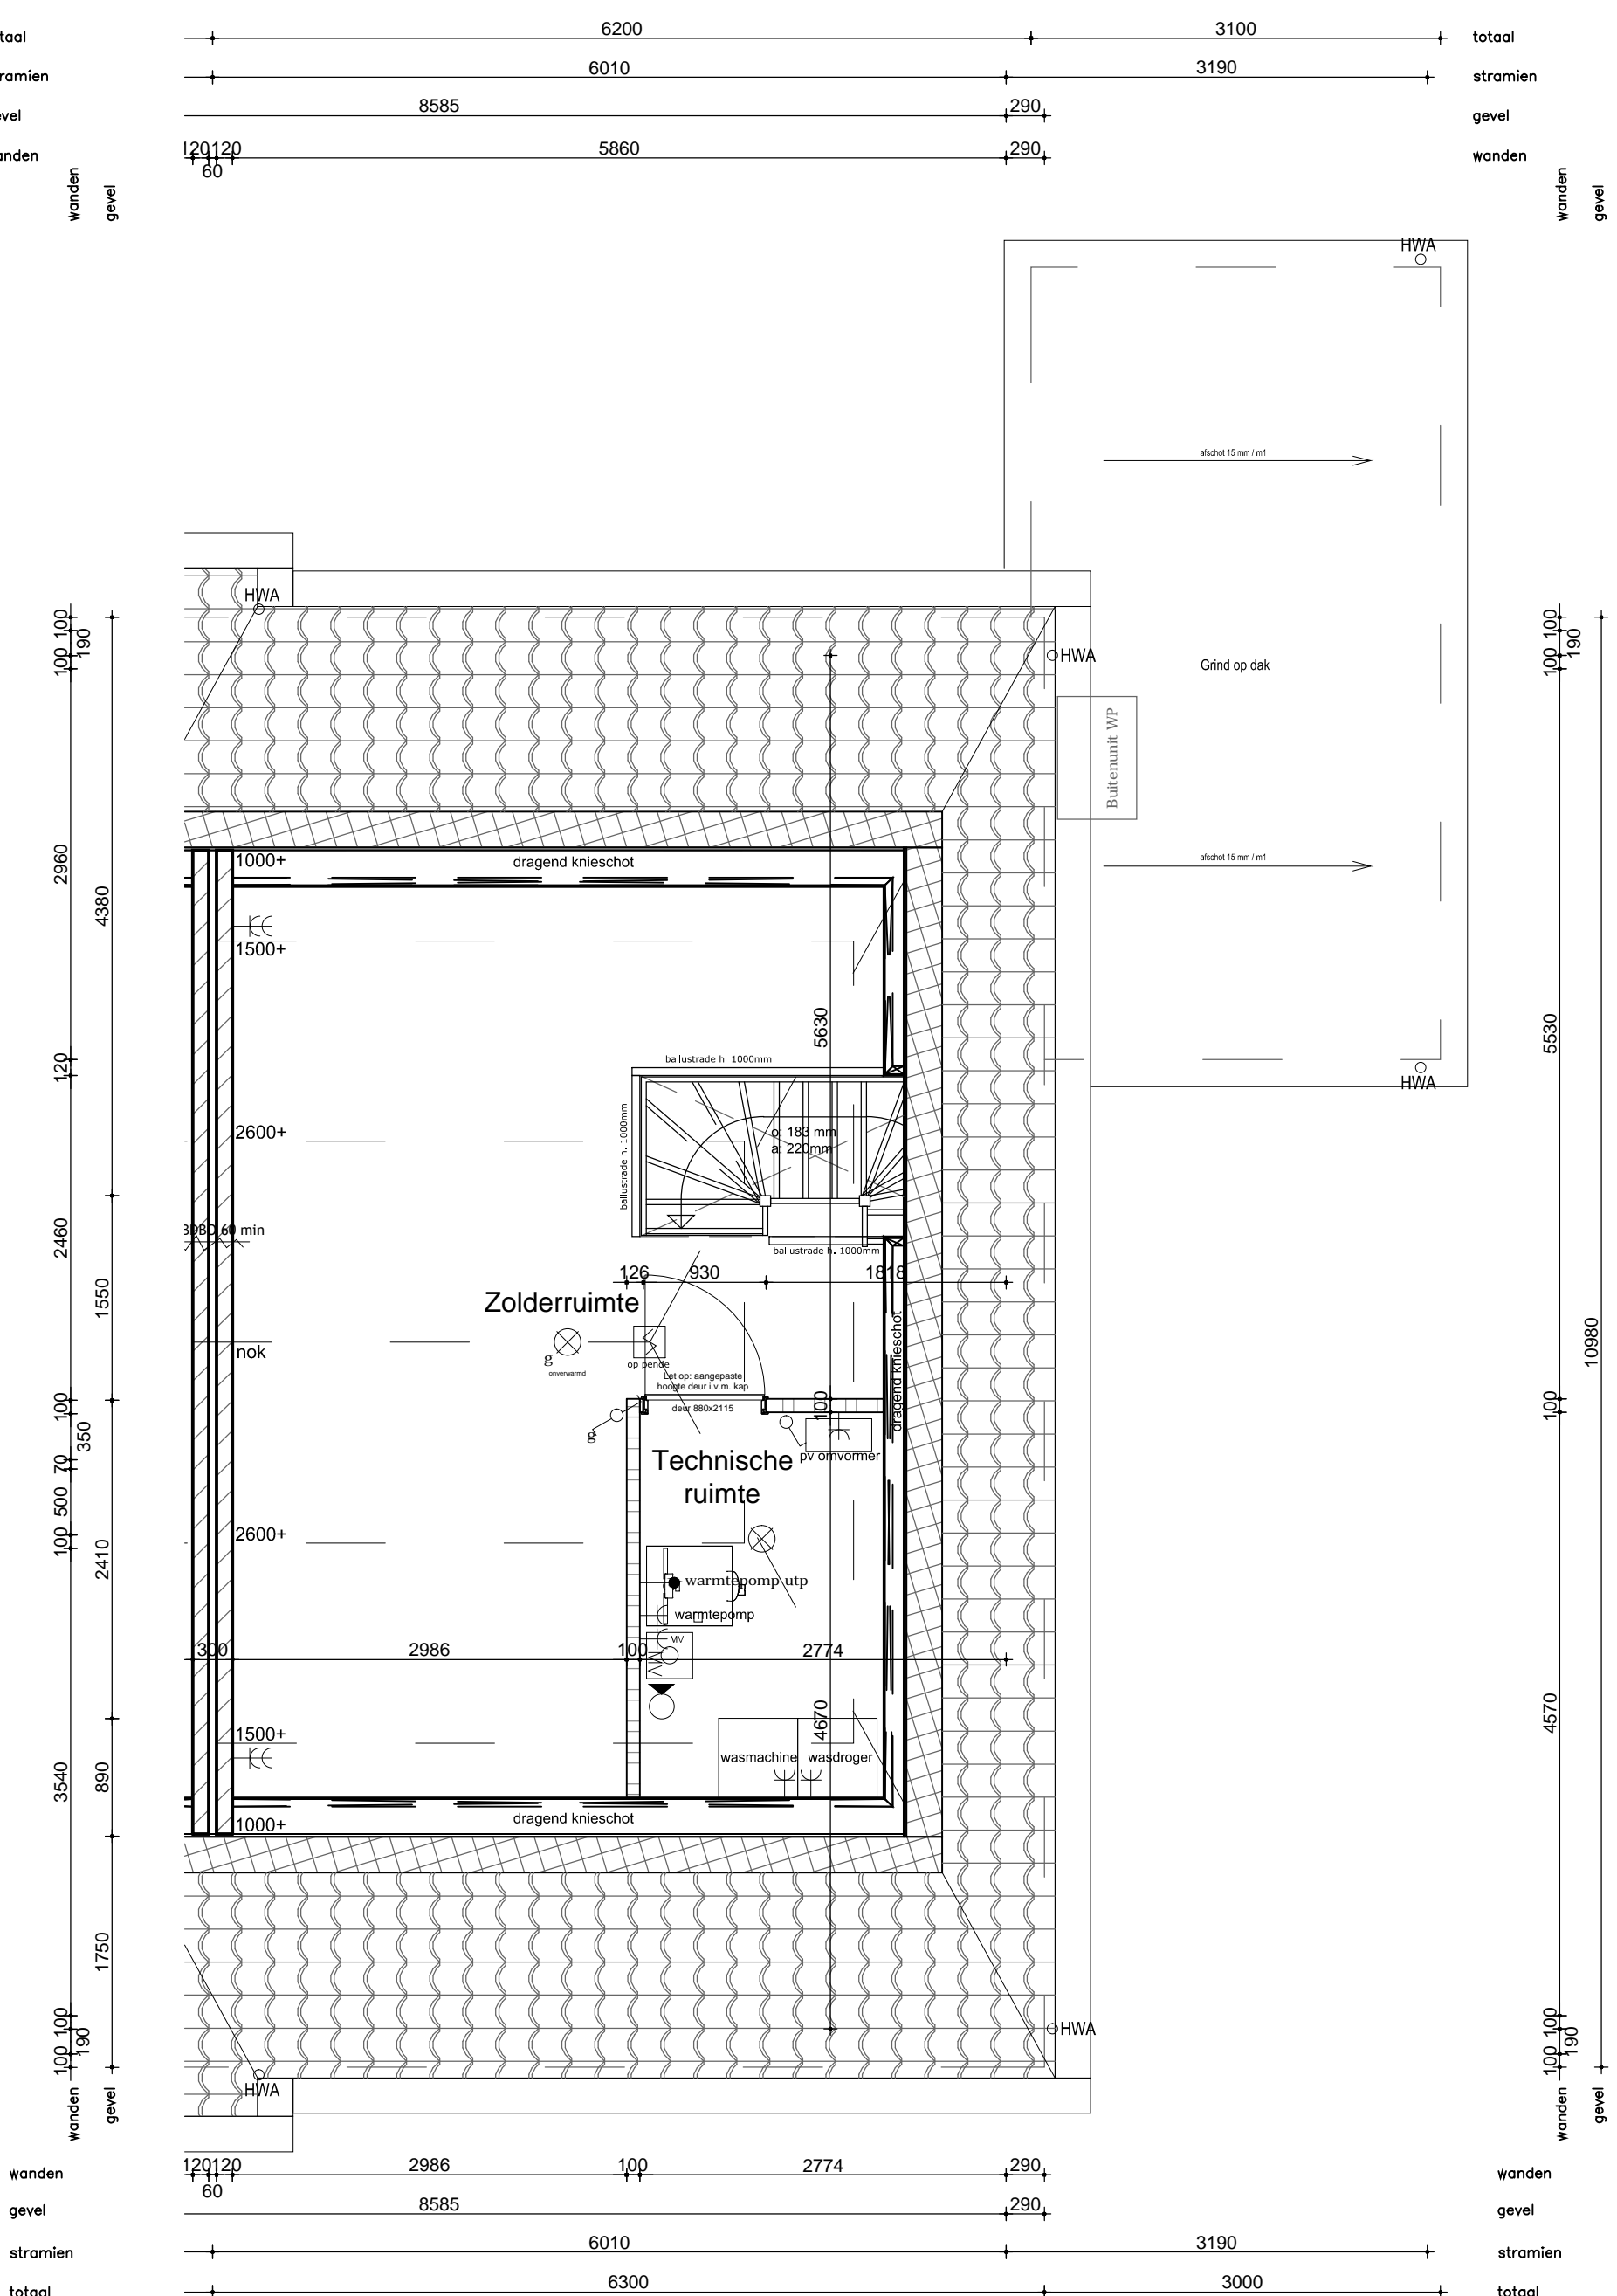 taal 6200 3100 totaal
ramien 6010 3190 stramien
evel 8585 290 gevel
anden 120120 5860 290 wanden
60
wanden gevel wanden gevel
HWA
afschot 15 mm / m1
HWA
100 100 190
HWA
Grind op dak
100 100 190
Buitenunit WP
1000+ dragend knieschot
afschot 15 mm / m1
2960
4380
1500+
5630
5530
120
ballustrade h. 1000mm
HWA
2600+
ballustrade h. 1000mm
o: 183 mm
a: 220mm
2460
60 min
ballustrade h. 1000mm
126 930 1818
1550
Zolderruimte
dragend knieschot
10980
nok
g
onverwarmd
op pendel
Let op: aangepaste
hoogte deur i.v.m. kap
deur 880x2115
100 350 70 500 100
100
100
g
Technische
ruimte
pv omvormer
2600+
2410
warmtepomp utp
warmtepomp
MV
300 2986 100 2774
4670
4570
1500+
wasmachine wasdroger
3540
890
1000+ dragend knieschot
1750
100 100 190
HWA
100 100 190
HWA
wanden gevel wanden gevel
wanden 120120 2986 100 2774 290 wanden
60
gevel 8585 290 gevel
stramien 6010 3190 stramien
totaal 6300 3000 totaal